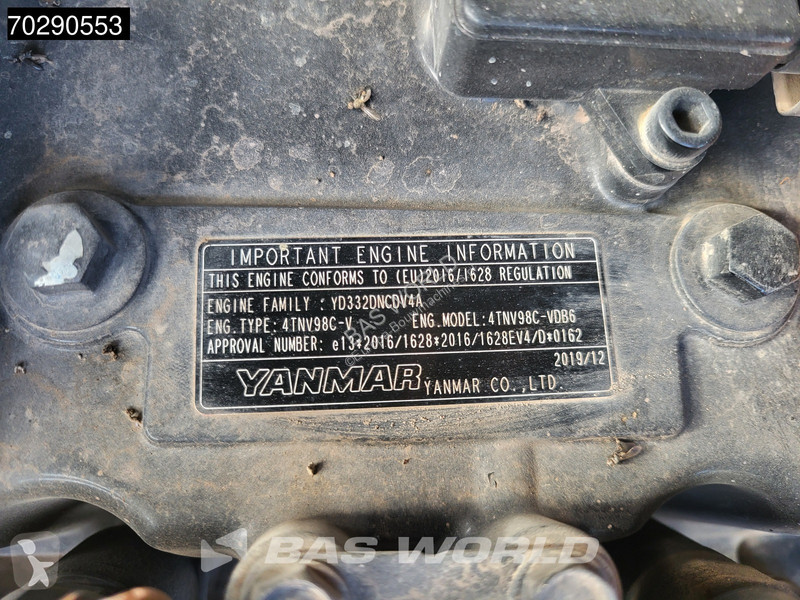 70290553
IMPORTANT ENGINE INFORMATION
THIS ENGINE CONFORMS TO (EU)2016/1628 REGULATION
ENGINE FAMILY : YD332DNCDV4A
ENG.TYPE: 4TNV98C-V ENG.MODEL:4TNV98C-VDB6
APPROVAL NUMBER: e13*2016/1628*2016/1628EV4/D*0162
2019/12
YANMAR YANMAR CO.,LTD.
BAS WORLD
BAS WORLD